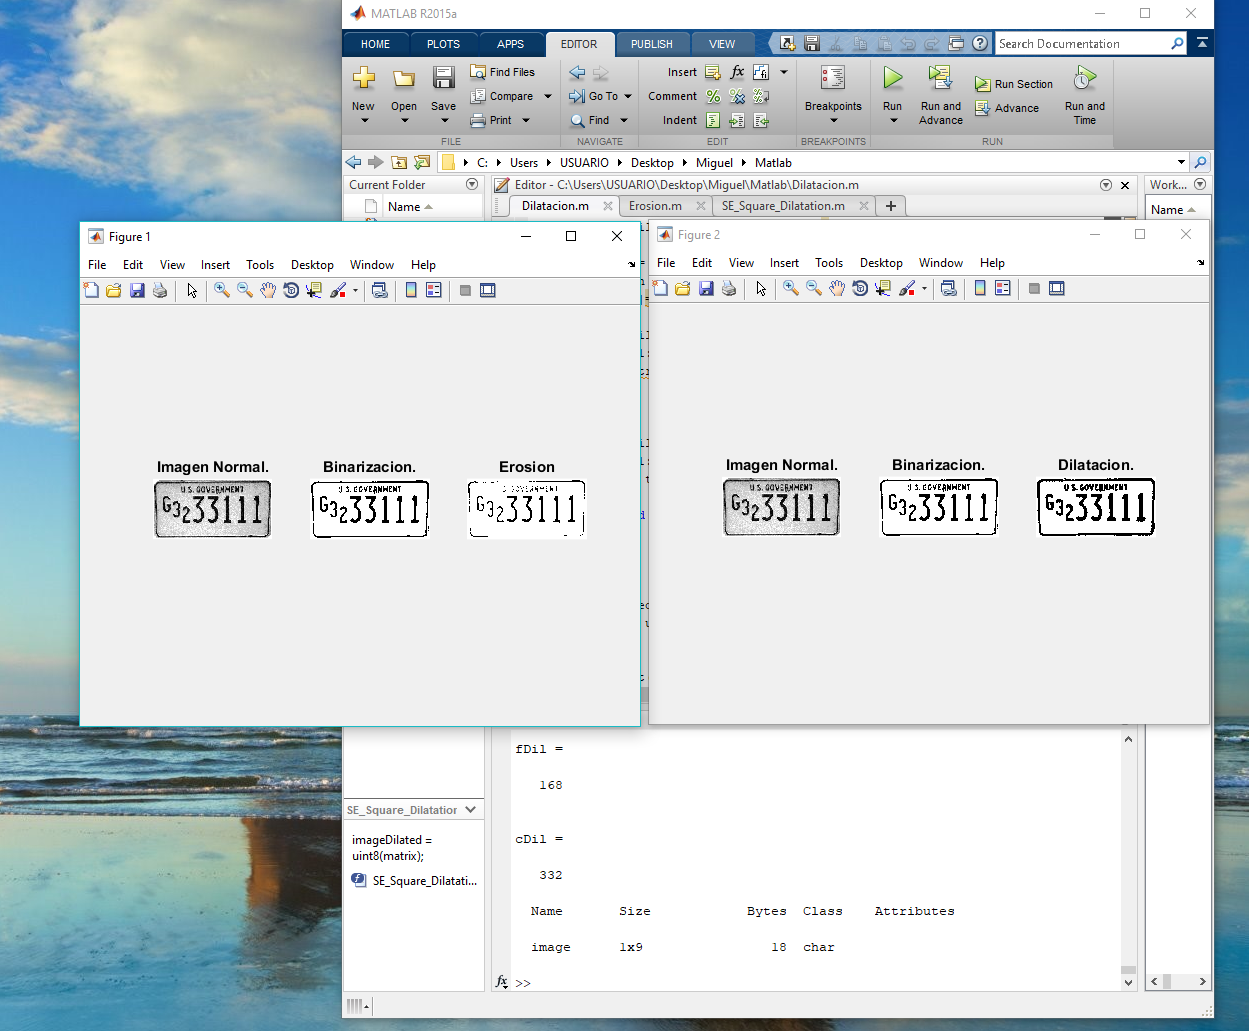 MATLAB R2015a
HOME PLOTS APPS EDITOR PUBLISH VIEW
Search Documentation
New Open Save
Find Files
Compare
Print
FILE
Go To
Find
NAVIGATE
Insert
Comment
Indent
EDIT
Breakpoints
BREAKPOINTS
Run
Run and Advance
Run Section
Advance
Run and Time
RUN
C: Users USUARIO Desktop Miguel Matlab
Current Folder
Name
Editor - C:\Users\USUARIO\Desktop\Miguel\Matlab\Dilatacion.m
Dilatacion.m Erosion.m SE_Square_Dilatation.m
Work...
Name
Figure 1
File Edit View Insert Tools Desktop Window Help
Imagen Normal. Binarizacion. Erosion
U.S. GOVERNMENT
G3233111
U.S. GOVERNMENT
G3233111
G3233111
Figure 2
File Edit View Insert Tools Desktop Window Help
Imagen Normal. Binarizacion. Dilatacion.
U.S. GOVERNMENT
G3233111
U.S. GOVERNMENT
G3233111
U.S. GOVERNMENT
G3233111
SE_Square_Dilatation
imageDilated =
uint8(matrix);
SE_Square_Dilatati...
fDil =
168
cDil =
332
Name Size Bytes Class Attributes
image 1x9 18 char
fx >>